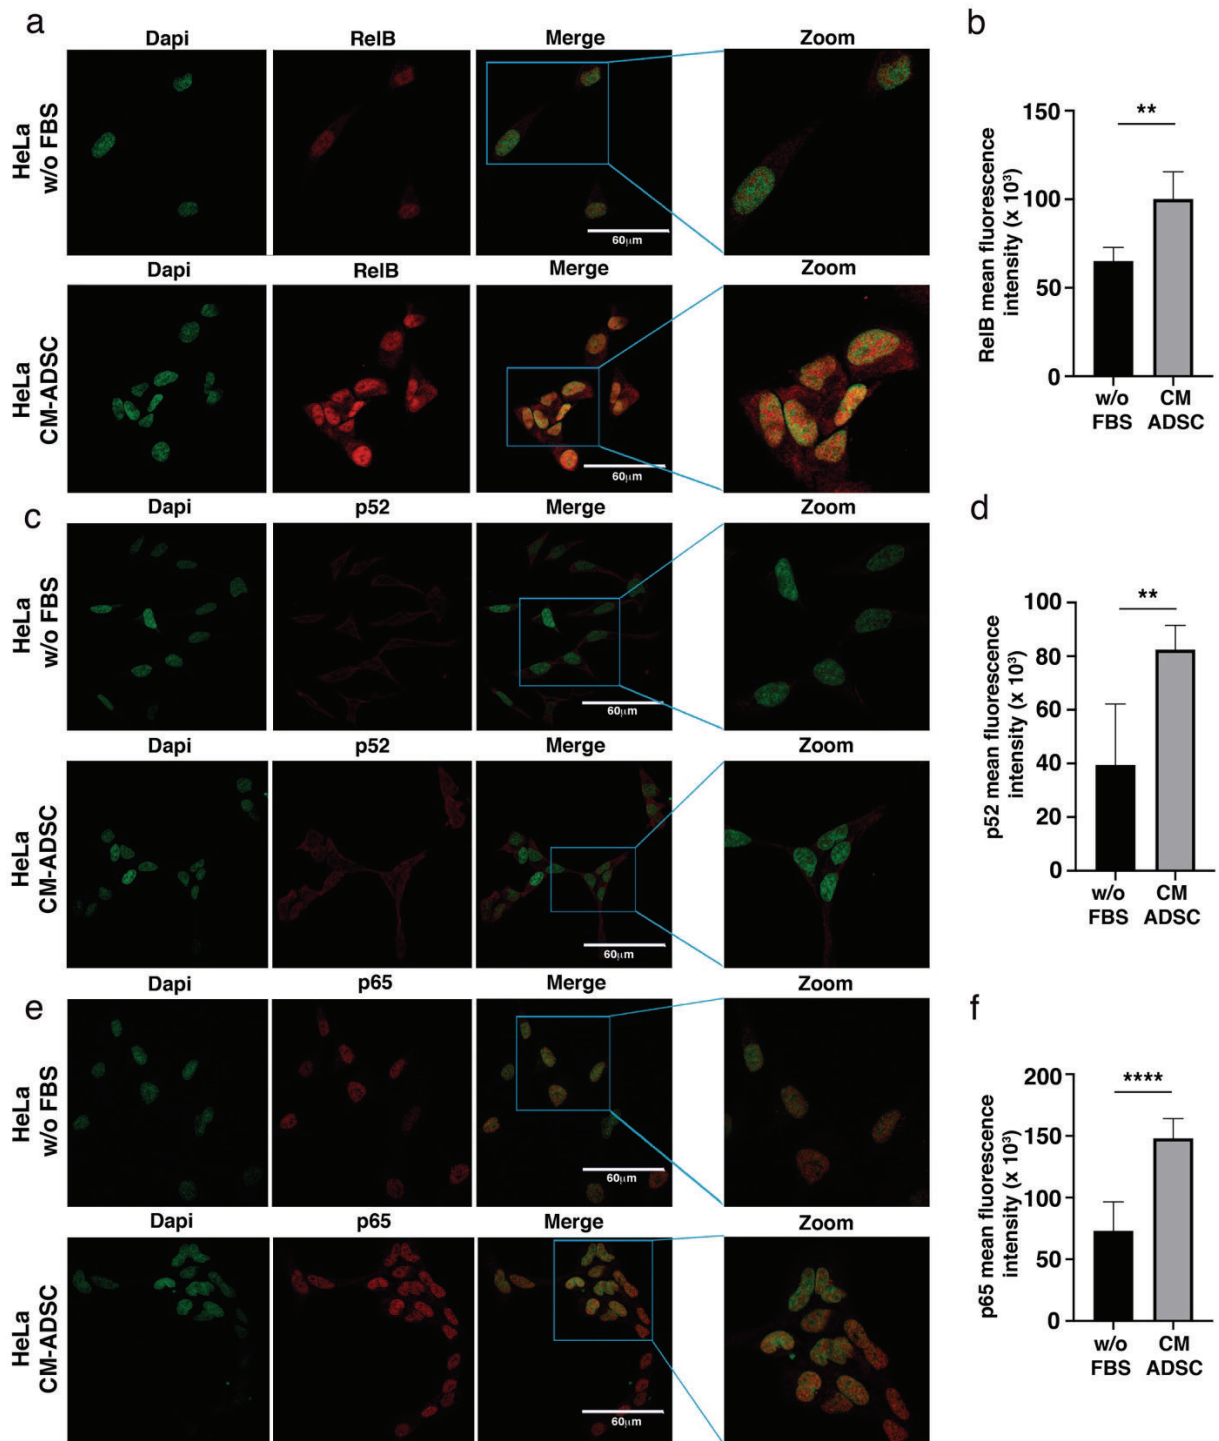 a
Dapi RelB Merge Zoom
HeLa
w/o FBS
60μm
Dapi RelB Merge Zoom
HeLa
CM-ADSC
60μm
b
RelB mean fluorescence
intensity (x 10³)
150
100
50
0
**
w/o
FBS
CM
ADSC
c
Dapi p52 Merge Zoom
HeLa
w/o FBS
60μm
Dapi p52 Merge Zoom
HeLa
CM-ADSC
60μm
d
p52 mean fluorescence
intensity (x 10³)
100
80
60
40
20
0
**
w/o
FBS
CM
ADSC
e
Dapi p65 Merge Zoom
HeLa
w/o FBS
60μm
Dapi p65 Merge Zoom
HeLa
CM-ADSC
60μm
f
p65 mean fluorescence
intensity (x 10³)
200
150
100
50
0
****
w/o
FBS
CM
ADSC